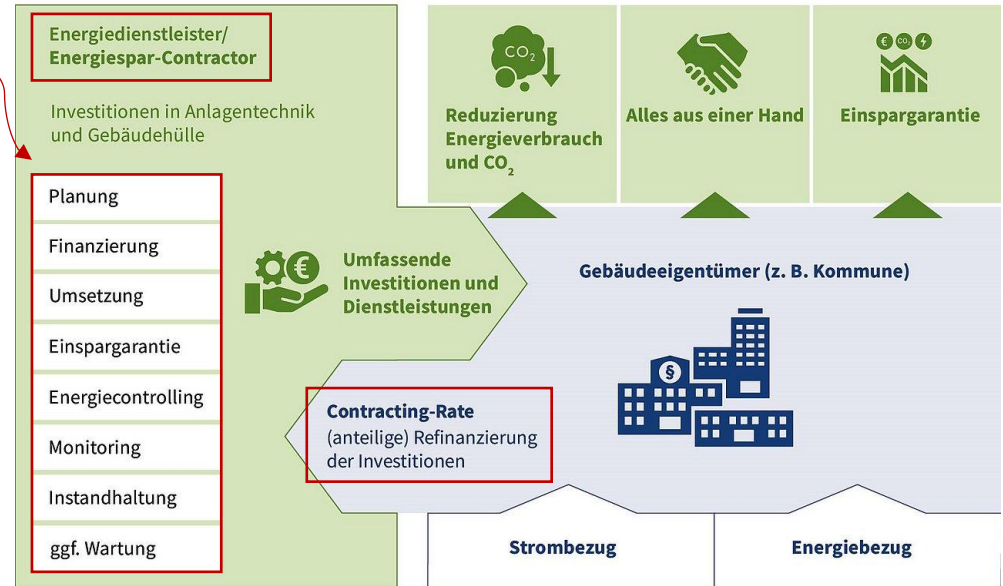 Energiedienstleister/
Energiespar-Contractor
Investitionen in Anlagentechnik
und Gebäudehülle
Planung
Finanzierung
Umsetzung
Einspargarantie
Energiecontrolling
Monitoring
Instandhaltung
ggf. Wartung
€
Umfassende
Investitionen und
Dienstleistungen
Contracting-Rate
(anteilige) Refinanzierung
der Investitionen
CO₂
Reduzierung
Energieverbrauch
und CO₂
Alles aus einer Hand
€ CO₂
Einspargarantie
Gebäudeeigentümer (z. B. Kommune)
§
Strombezug
Energiebezug